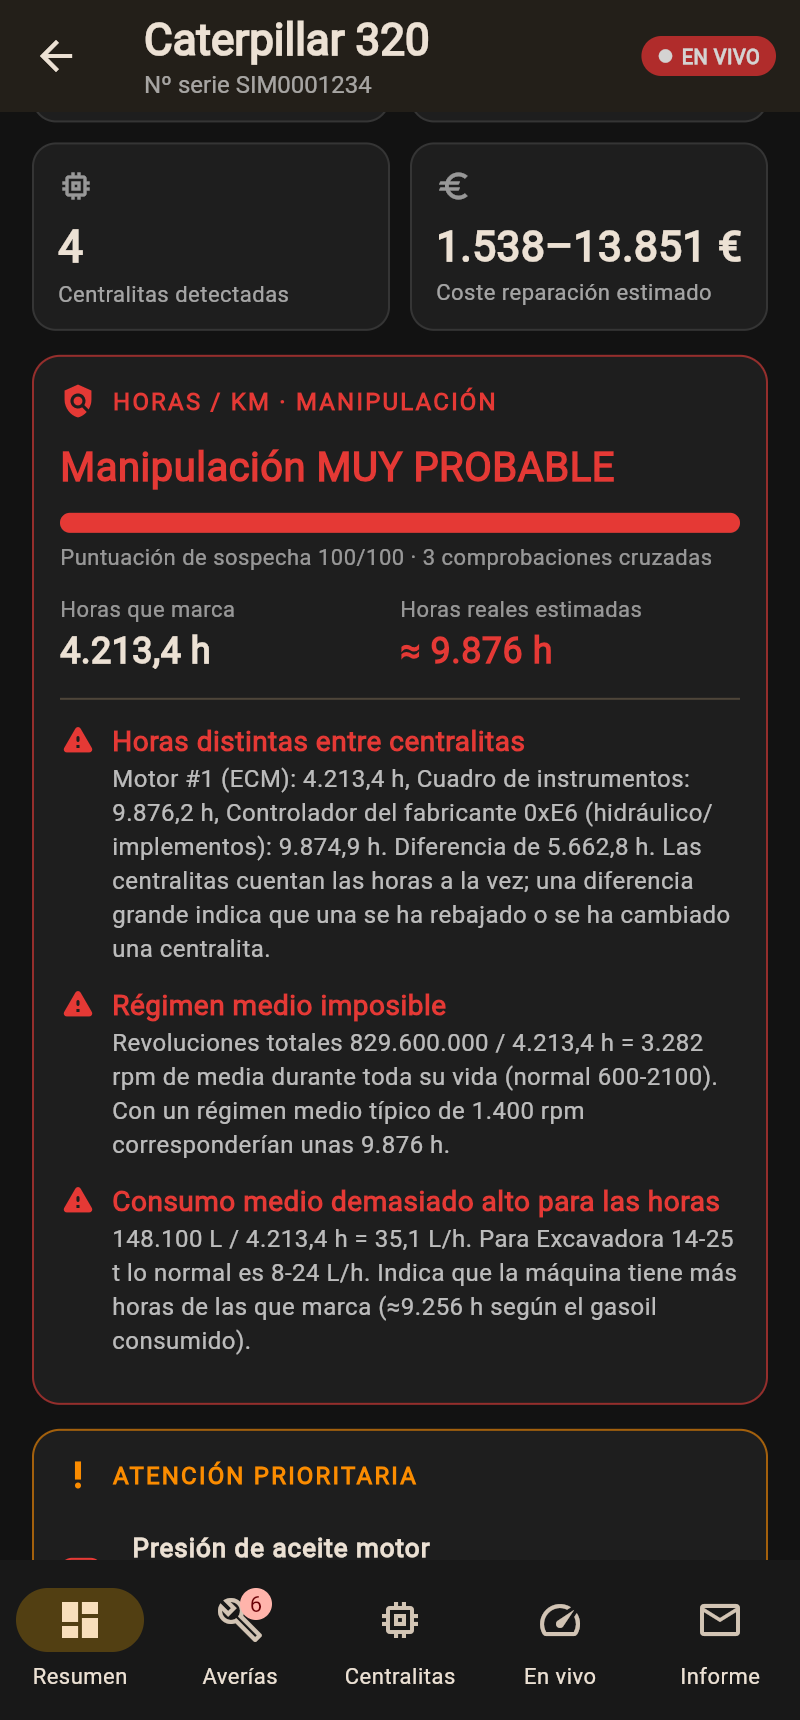 Caterpillar 320
Nº serie SIM0001234
EN VIVO
4
Centralitas detectadas
1.538–13.851 €
Coste reparación estimado
HORAS / KM · MANIPULACIÓN
Manipulación MUY PROBABLE
Puntuación de sospecha 100/100 · 3 comprobaciones cruzadas
Horas que marca
4.213,4 h
Horas reales estimadas
≈ 9.876 h
Horas distintas entre centralitas
Motor #1 (ECM): 4.213,4 h, Cuadro de instrumentos:
9.876,2 h, Controlador del fabricante 0xE6 (hidráulico/
implementos): 9.874,9 h. Diferencia de 5.662,8 h. Las
centralitas cuentan las horas a la vez; una diferencia
grande indica que una se ha rebajado o se ha cambiado
una centralita.
Régimen medio imposible
Revoluciones totales 829.600.000 / 4.213,4 h = 3.282
rpm de media durante toda su vida (normal 600-2100).
Con un régimen medio típico de 1.400 rpm
corresponderían unas 9.876 h.
Consumo medio demasiado alto para las horas
148.100 L / 4.213,4 h = 35,1 L/h. Para Excavadora 14-25
t lo normal es 8-24 L/h. Indica que la máquina tiene más
horas de las que marca (≈9.256 h según el gasoil
consumido).
ATENCIÓN PRIORITARIA
Presión de aceite motor
6
Resumen
Averías
Centralitas
En vivo
Informe